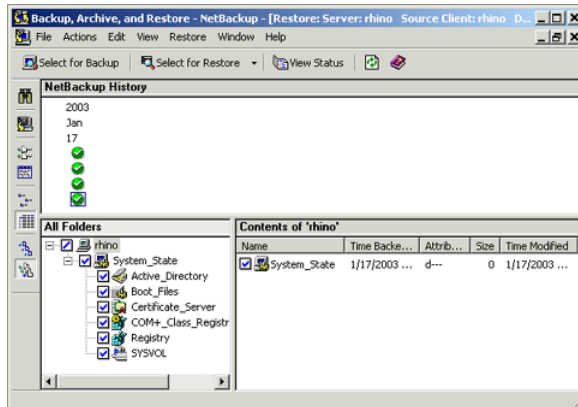 Backup, Archive, and Restore - NetBackup - [Restore: Server: rhino Source Client: rhino D...
File Actions Edit View Restore Window Help
Select for Backup Select for Restore View Status
NetBackup History
2003
Jan
17
All Folders
rhino
System_State
Active_Directory
Boot_Files
Certificate_Server
COM+_Class_Registr
Registry
SYSVOL
Contents of 'rhino'
Name Time Backe... Attrib... Size Time Modified
System_State 1/17/2003 ... d--- 0 1/17/2003 ...